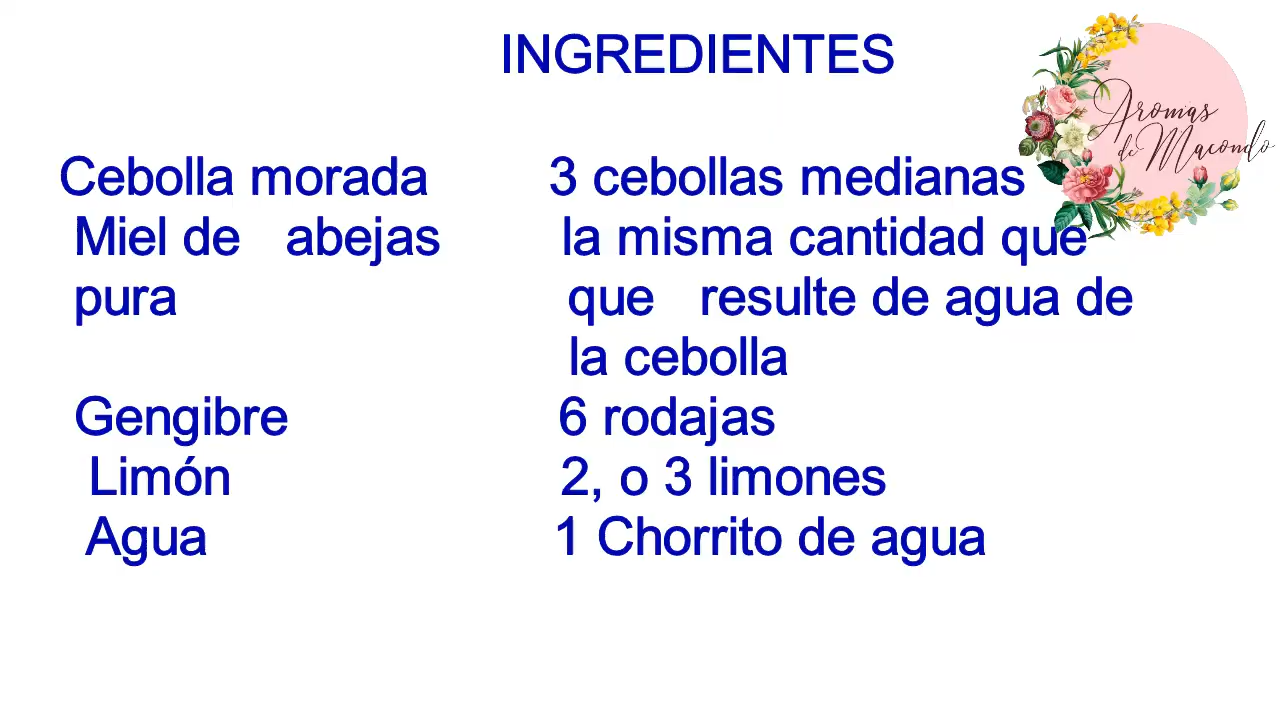 INGREDIENTES
Aromas
de Macondo
Cebolla morada 3 cebollas medianas
Miel de abejas la misma cantidad que
pura que resulte de agua de
la cebolla
Gengibre 6 rodajas
Limón 2, o 3 limones
Agua 1 Chorrito de agua